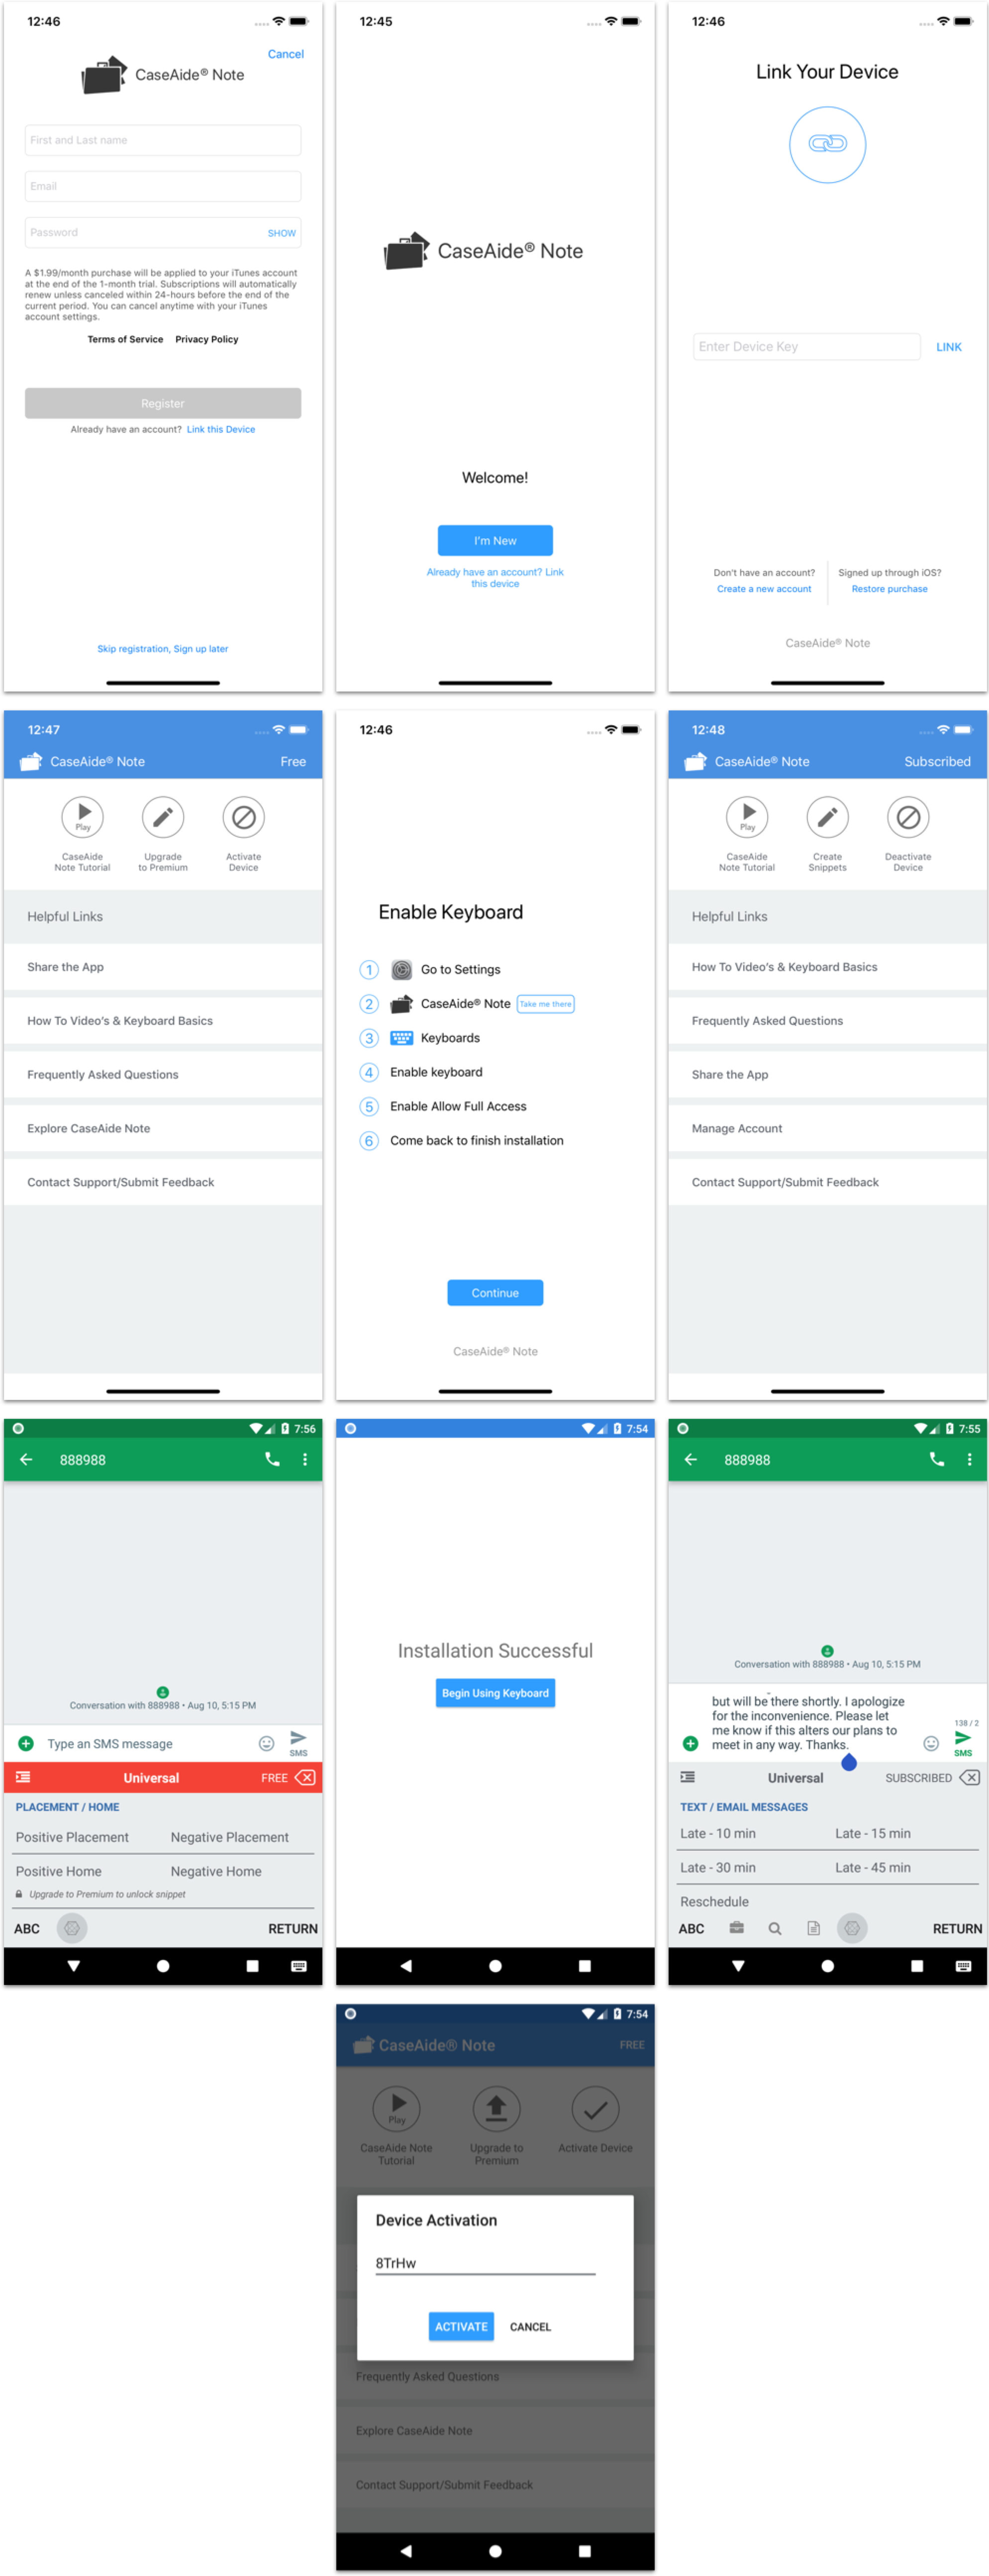 12:46
Cancel
CaseAide® Note
First and Last name
Email
Password
SHOW
A $1.99/month purchase will be applied to your iTunes account
at the end of the 1-month trial. Subscriptions will automatically
renew unless canceled within 24-hours before the end of the
current period. You can cancel anytime with your iTunes
account settings.
Terms of Service Privacy Policy
Register
Already have an account? Link this Device
Skip registration, Sign up later
12:45
CaseAide® Note
Welcome!
I'm New
Already have an account? Link
this device
12:46
Link Your Device
Enter Device Key
LINK
Don't have an account?
Create a new account
Signed up through iOS?
Restore purchase
CaseAide® Note
12:47
CaseAide® Note
Free
Play
CaseAide
Note Tutorial
Upgrade
to Premium
Activate
Device
Helpful Links
Share the App
How To Video's & Keyboard Basics
Frequently Asked Questions
Explore CaseAide Note
Contact Support/Submit Feedback
12:46
Enable Keyboard
1 Go to Settings
2 CaseAide® Note Take me there
3 Keyboards
4 Enable keyboard
5 Enable Allow Full Access
6 Come back to finish installation
Continue
CaseAide® Note
12:48
CaseAide® Note
Subscribed
Play
CaseAide
Note Tutorial
Create
Snippets
Deactivate
Device
Helpful Links
How To Video's & Keyboard Basics
Frequently Asked Questions
Share the App
Manage Account
Contact Support/Submit Feedback
7:56
888988
Conversation with 888988 • Aug 10, 5:15 PM
Type an SMS message
SMS
Universal
FREE
PLACEMENT / HOME
Positive Placement Negative Placement
Positive Home Negative Home
Upgrade to Premium to unlock snippet
ABC
RETURN
7:54
Installation Successful
Begin Using Keyboard
7:55
888988
Conversation with 888988 • Aug 10, 5:15 PM
but will be there shortly. I apologize
for the inconvenience. Please let
me know if this alters our plans to
meet in any way. Thanks.
138 / 2
SMS
Universal
SUBSCRIBED
TEXT / EMAIL MESSAGES
Late - 10 min Late - 15 min
Late - 30 min Late - 45 min
Reschedule
ABC
RETURN
7:54
CaseAide® Note
FREE
Play
CaseAide Note
Tutorial
Upgrade to
Premium
Activate Device
Device Activation
8TrHw
ACTIVATE
CANCEL
Frequently Asked Questions
Explore CaseAide Note
Contact Support/Submit Feedback